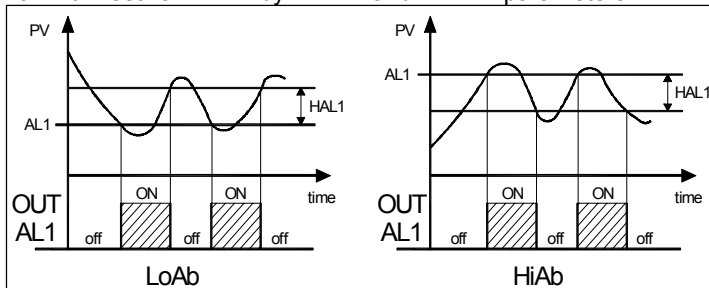 PV
PV
AL1
HAL1
AL1
HAL1
time
time
ON
ON
ON
ON
OUT
AL1
OUT
AL1
off
off
off
off
off
off
LoAb
HiAb